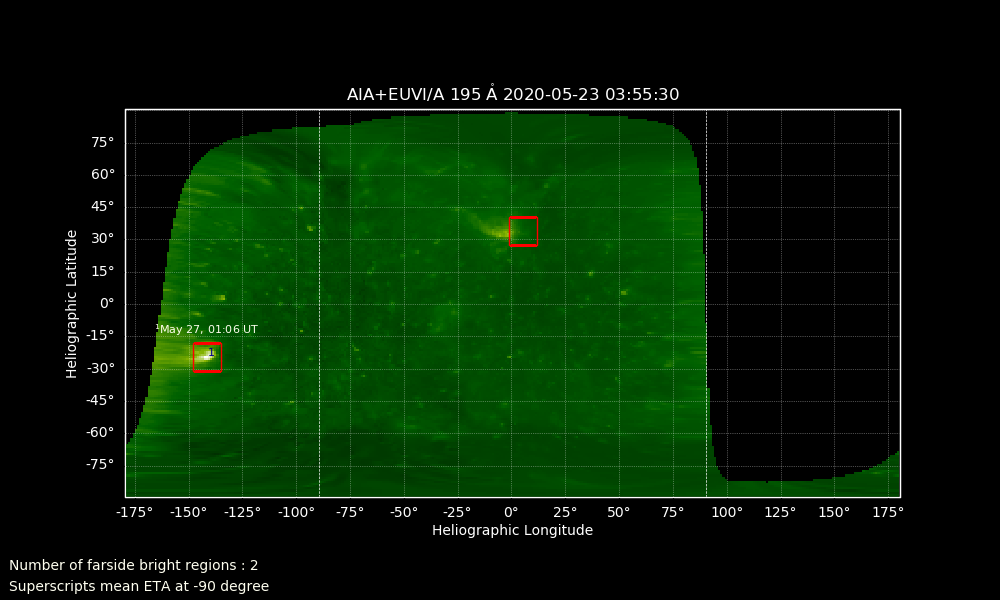 AIA+EUVI/A 195 Å 2020-05-23 03:55:30
75°
60°
45°
30°
15°
0°
-15°
-30°
-45°
-60°
-75°
Heliographic Latitude
1May 27, 01:06 UT
1
-175° -150° -125° -100° -75° -50° -25° 0° 25° 50° 75° 100° 125° 150° 175°
Heliographic Longitude
Number of farside bright regions : 2
Superscripts mean ETA at -90 degree